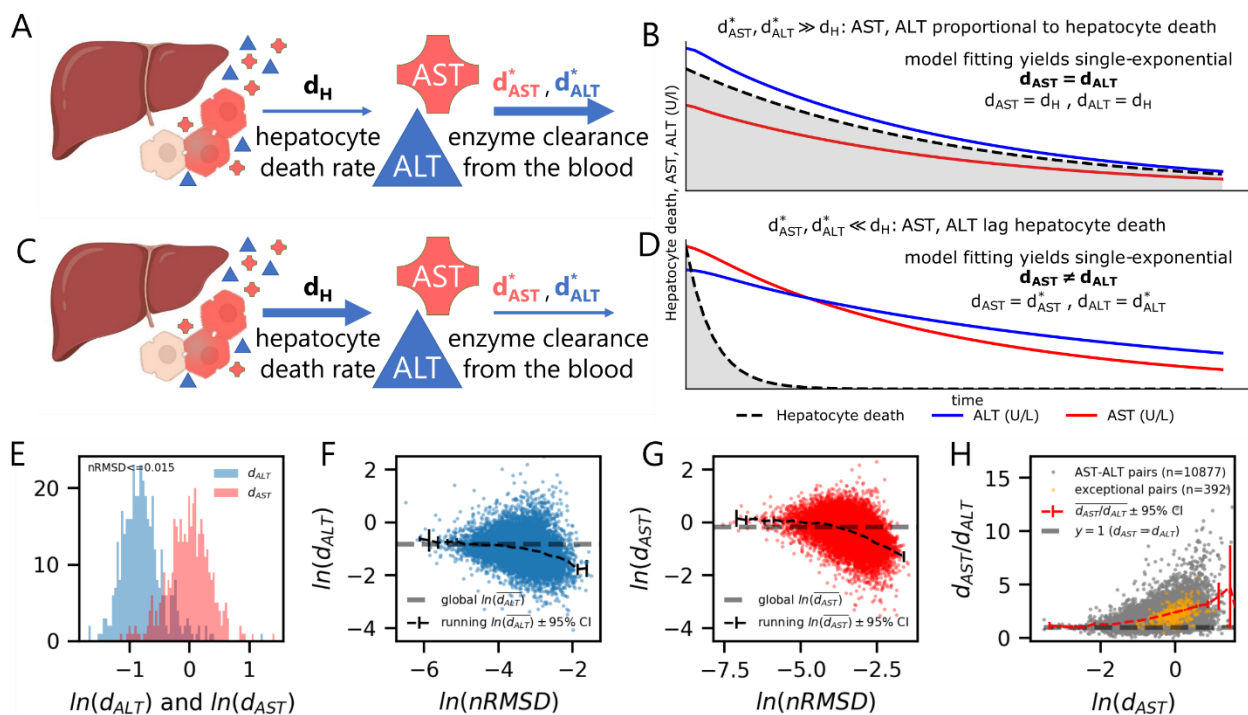 A
d_H
hepatocyte
death rate
AST
ALT
d*_AST , d*_ALT
enzyme clearance
from the blood
B
d*_AST, d*_ALT ≫ d_H: AST, ALT proportional to hepatocyte death
model fitting yields single-exponential
d_AST = d_ALT
d_AST = d_H , d_ALT = d_H
Hepatocyte death, AST, ALT (U/l)
C
d_H
hepatocyte
death rate
AST
ALT
d*_AST , d*_ALT
enzyme clearance
from the blood
D
d*_AST, d*_ALT ≪ d_H: AST, ALT lag hepatocyte death
model fitting yields single-exponential
d_AST ≠ d_ALT
d_AST = d*_AST , d_ALT = d*_ALT
time
Hepatocyte death
ALT (U/L)
AST (U/L)
E
nRMSD<=0.015
d_ALT
d_AST
20
10
0
−1
0
1
ln(d_ALT) and ln(d_AST)
F
ln(d_ALT)
2
0
−2
−4
global ln(d̅_ALT)
running ln(d̅_ALT) ± 95% CI
−6
−4
−2
ln(nRMSD)
G
ln(d_AST)
2
0
−2
−4
global ln(d̅_AST)
running ln(d̅_AST) ± 95% CI
−7.5
−5.0
−2.5
ln(nRMSD)
H
d_AST/d_ALT
15
10
5
0
AST-ALT pairs (n=10877)
exceptional pairs (n=392)
d_AST/d_ALT ± 95% CI
y = 1 (d_AST = d_ALT)
−2
0
ln(d_AST)